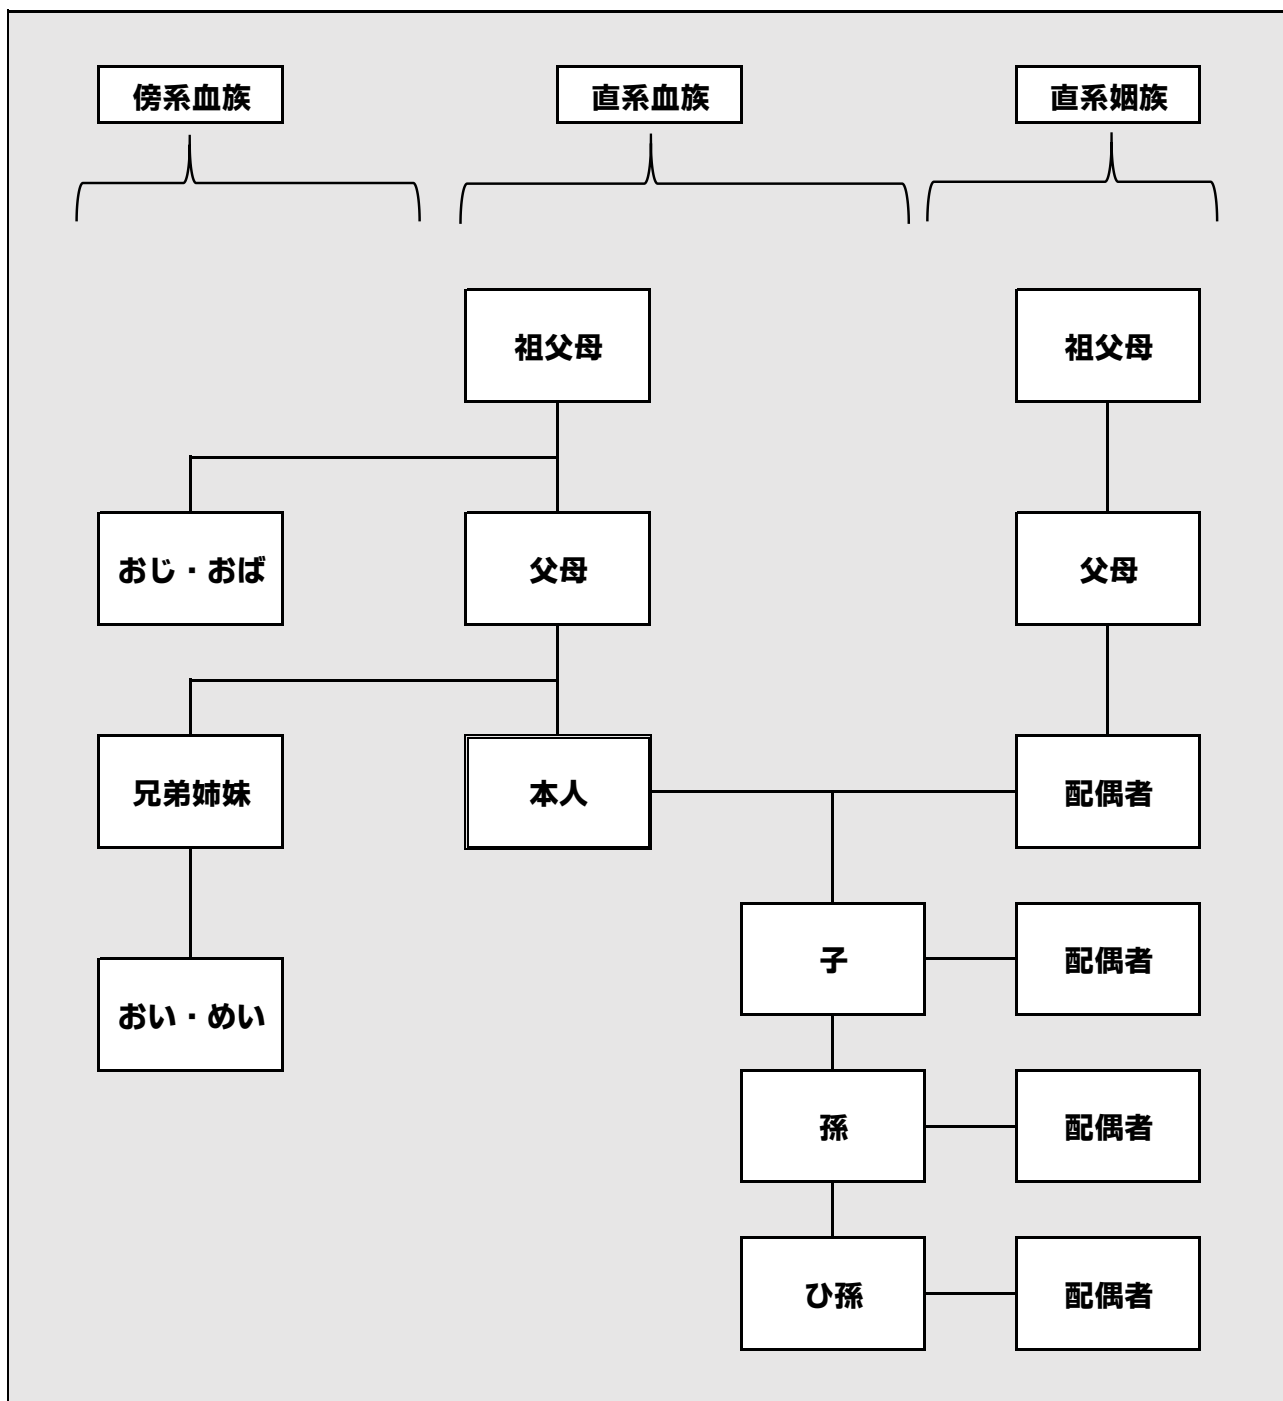 傍系血族
直系血族
直系姻族
祖父母
祖父母
おじ・おば
父母
父母
兄弟姉妹
本人
配偶者
子
配偶者
おい・めい
孫
配偶者
ひ孫
配偶者